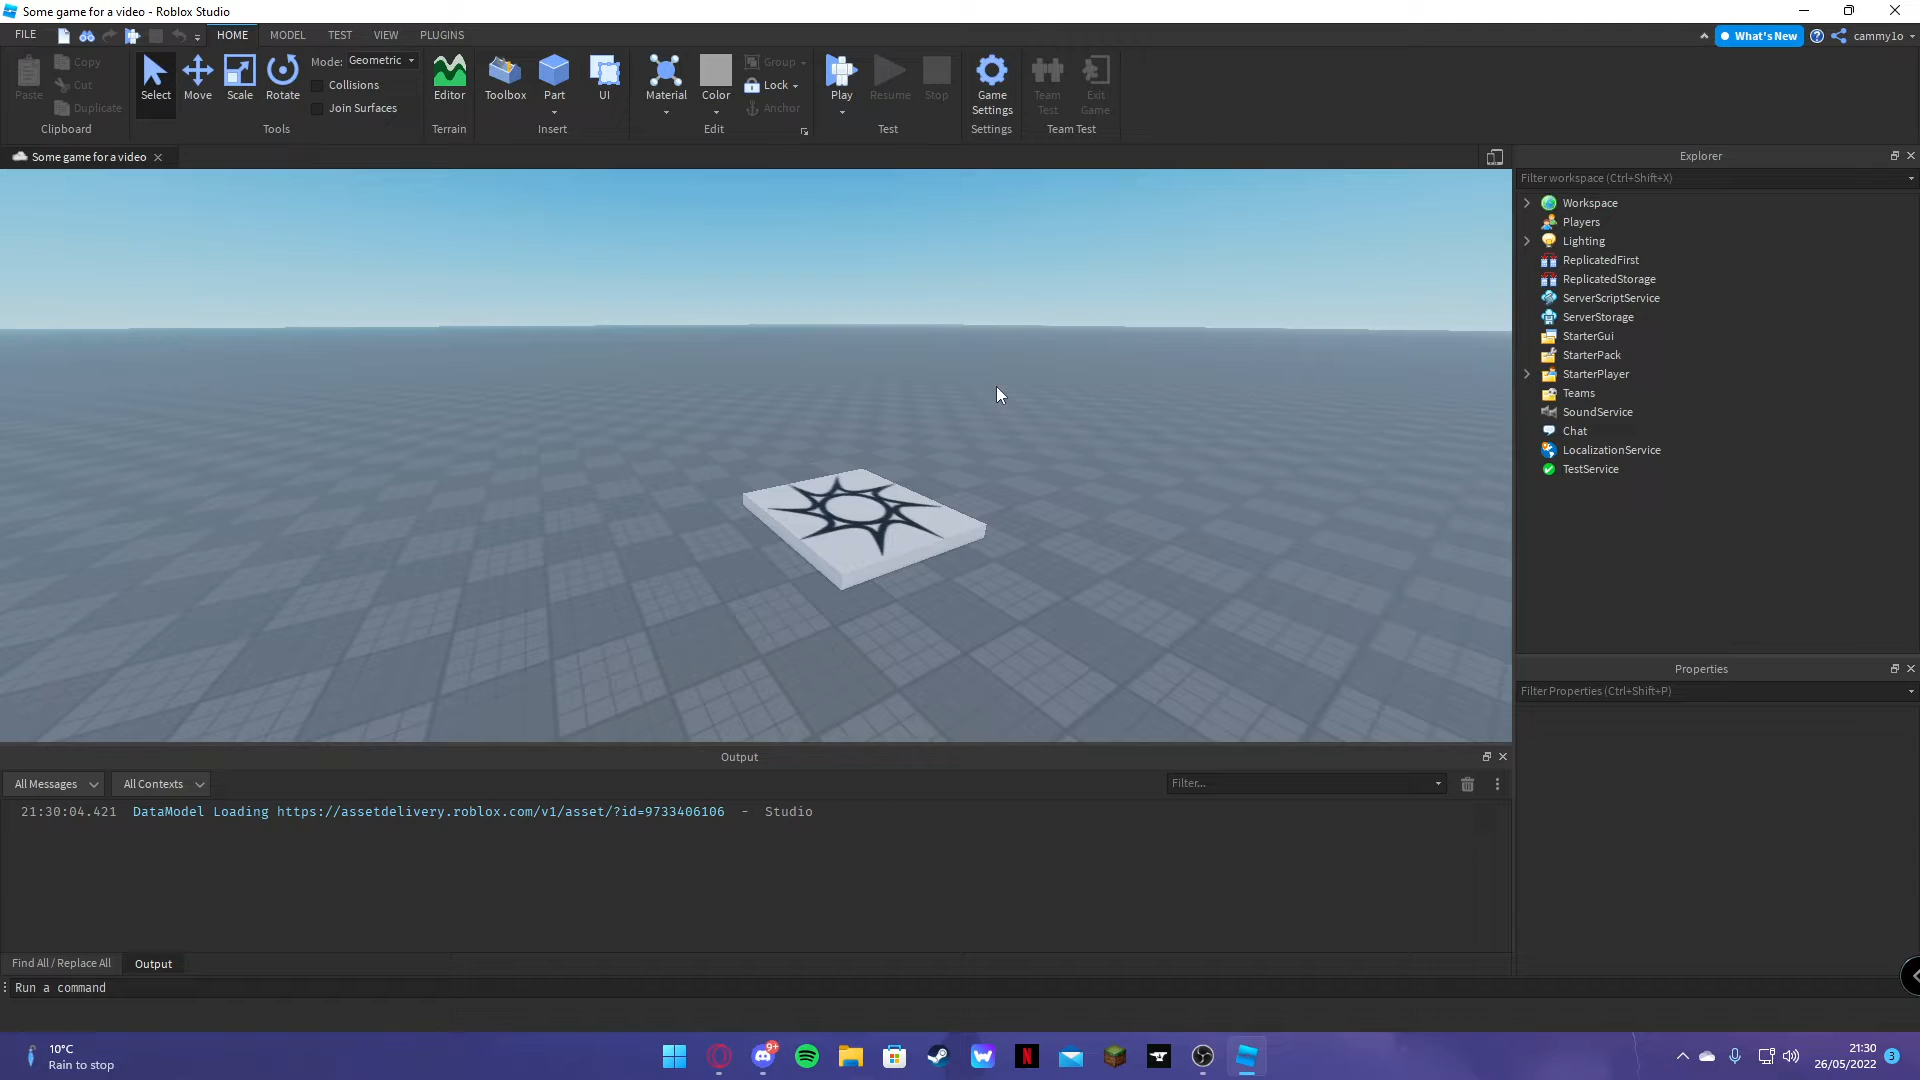 Some game for a video - Roblox Studio
FILE
HOME
MODEL
TEST
VIEW
PLUGINS
What's New
cammy1o
Paste
Copy
Cut
Duplicate
Clipboard
Select
Move
Scale
Rotate
Mode: Geometric
Collisions
Join Surfaces
Tools
Editor
Terrain
Toolbox
Part
UI
Insert
Material
Color
Group
Lock
Anchor
Edit
Play
Resume
Stop
Test
Game
Settings
Settings
Team
Test
Exit
Game
Team Test
Some game for a video
Explorer
Filter workspace (Ctrl+Shift+X)
Workspace
Players
Lighting
ReplicatedFirst
ReplicatedStorage
ServerScriptService
ServerStorage
StarterGui
StarterPack
StarterPlayer
Teams
SoundService
Chat
LocalizationService
TestService
Properties
Filter Properties (Ctrl+Shift+P)
Output
All Messages
All Contexts
Filter...
21:30:04.421 DataModel Loading https://assetdelivery.roblox.com/v1/asset/?id=9733406106 - Studio
Find All / Replace All
Output
Run a command
10°C
Rain to stop
9+
21:30
26/05/2022
3